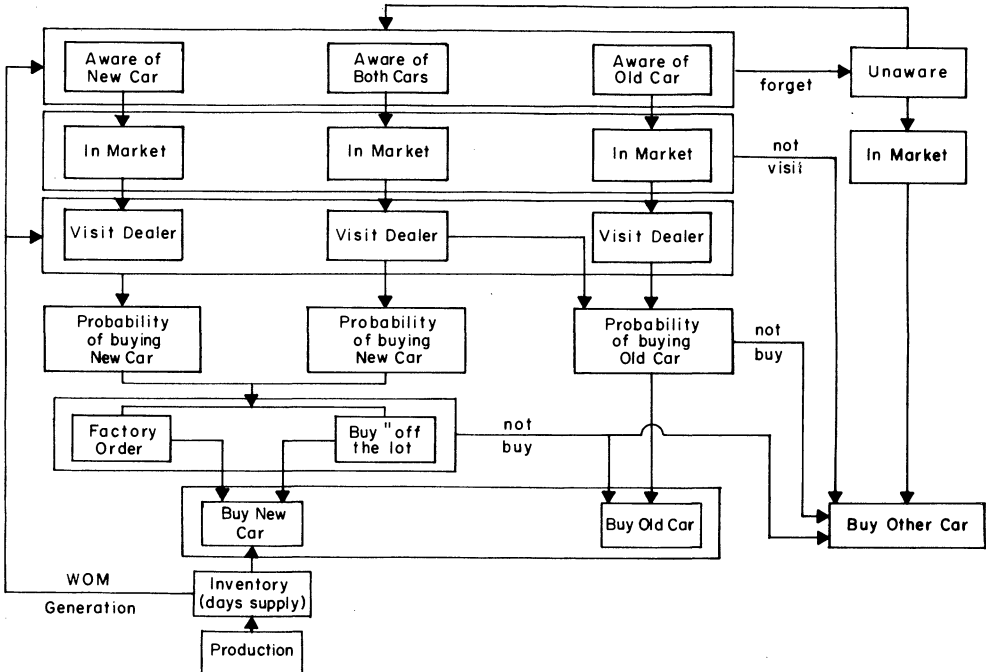 Aware of
New Car
Aware of
Both Cars
Aware of
Old Car
forget
Unaware
In Market
In Market
In Market
not
visit
In Market
Visit Dealer
Visit Dealer
Visit Dealer
Probability
of buying
New Car
Probability
of buying
New Car
Probability
of buying
Old Car
not
buy
Factory
Order
Buy "off
the lot
not
buy
Buy New
Car
Buy Old Car
Buy Other Car
WOM
Generation
Inventory
(days supply)
Production